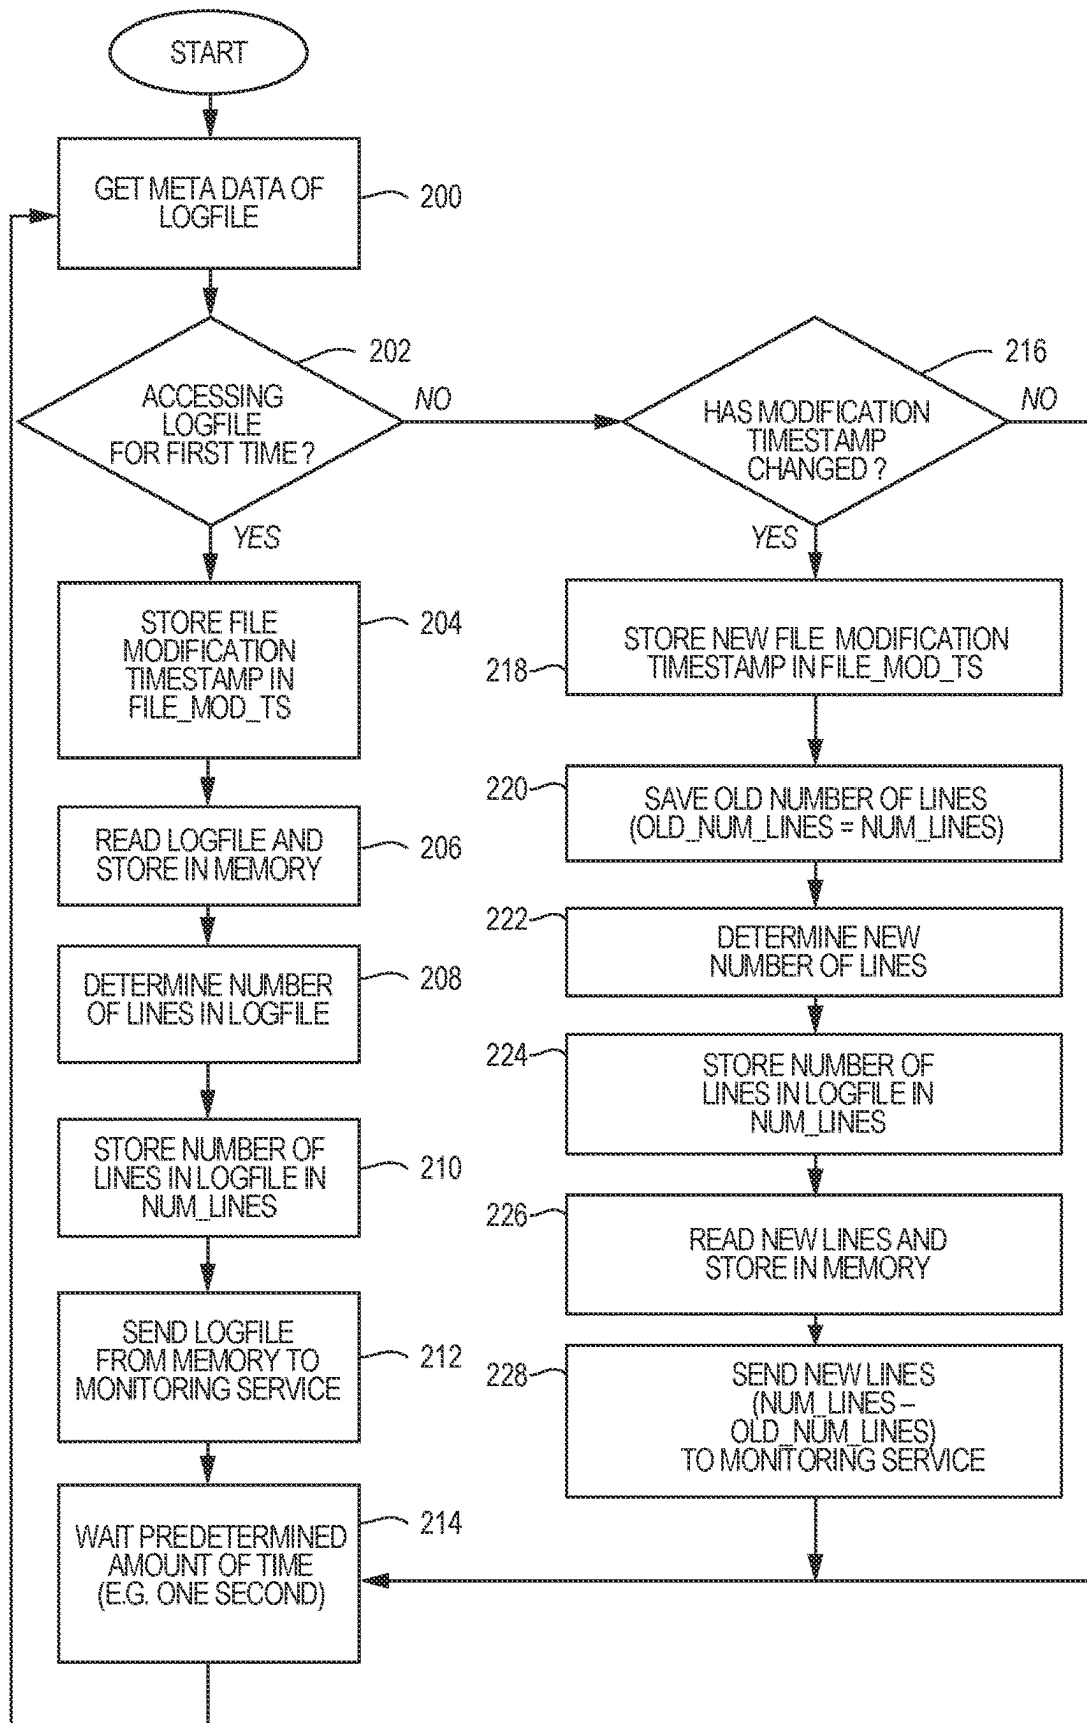 START
GET META DATA OF
LOGFILE
200
202
ACCESSING
LOGFILE
FOR FIRST TIME ?
NO
YES
204
STORE FILE
MODIFICATION
TIMESTAMP IN
FILE_MOD_TS
READ LOGFILE AND
STORE IN MEMORY
206
DETERMINE NUMBER
OF LINES IN LOGFILE
208
STORE NUMBER OF
LINES IN LOGFILE IN
NUM_LINES
210
SEND LOGFILE
FROM MEMORY TO
MONITORING SERVICE
212
WAIT PREDETERMINED
AMOUNT OF TIME
(E.G. ONE SECOND)
214
216
HAS MODIFICATION
TIMESTAMP
CHANGED ?
NO
YES
STORE NEW FILE MODIFICATION
TIMESTAMP IN FILE_MOD_TS
218
220
SAVE OLD NUMBER OF LINES
(OLD_NUM_LINES = NUM_LINES)
222
DETERMINE NEW
NUMBER OF LINES
224
STORE NUMBER OF
LINES IN LOGFILE IN
NUM_LINES
226
READ NEW LINES AND
STORE IN MEMORY
228
SEND NEW LINES
(NUM_LINES –
OLD_NUM_LINES)
TO MONITORING SERVICE